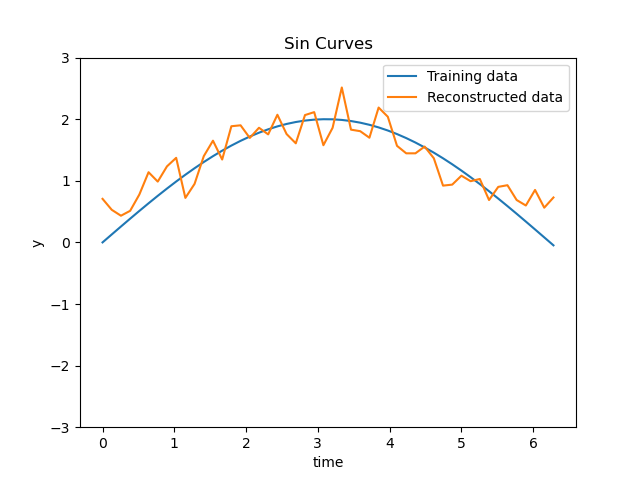 Sin Curves
Training data
Reconstructed data
3
2
1
0
−1
−2
−3
y
0 1 2 3 4 5 6
time